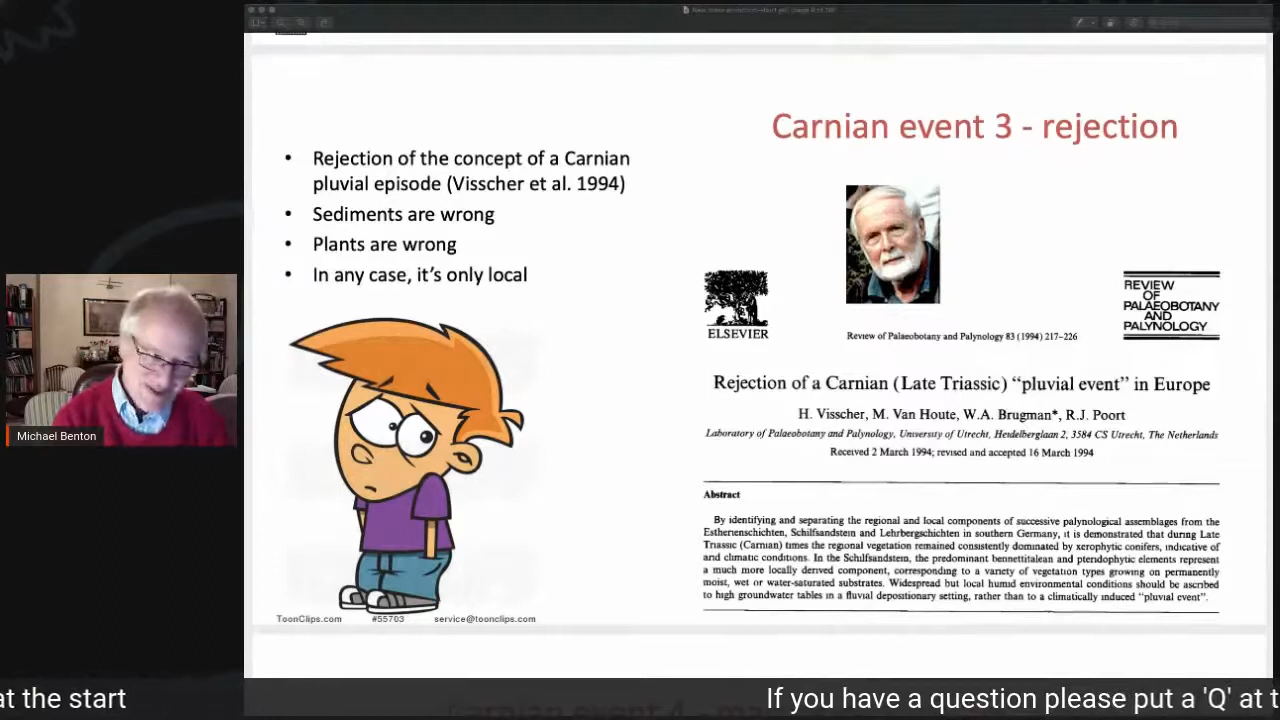 Carnian event 3 - rejection
• Rejection of the concept of a Carnian
pluvial episode (Visscher et al. 1994)
• Sediments are wrong
• Plants are wrong
• In any case, it's only local
ELSEVIER
Review of Palaeobotany and Palynology 83 (1994) 217-226
REVIEW
OF
PALAEOBOTANY
AND
PALYNOLOGY
Rejection of a Carnian (Late Triassic) “pluvial event” in Europe
H. Visscher, M. Van Houte, W.A. Brugman*, R.J. Poort
Laboratory of Palaeobotany and Palynology, University of Utrecht, Heidelberglaan 2, 3584 CS Utrecht, The Netherlands
Received 2 March 1994; revised and accepted 16 March 1994
Abstract
By identifying and separating the regional and local components of successive palynological assemblages from the
Estherienschichten, Schilfsandstein and Lehrbergschichten in southern Germany, it is demonstrated that during Late
Triassic (Carnian) times the regional vegetation remained consistently dominated by xerophytic conifers, indicative of
arid climatic conditions. In the Schilfsandstein, the predominant bennettitalean and pteridophytic elements represent
a much more locally derived component, corresponding to a variety of vegetation types growing on permanently
moist, wet or water-saturated substrates. Widespread but local humid environmental conditions should be ascribed
to high groundwater tables in a fluvial depositionary setting, rather than to a climatically induced “pluvial event”.
ToonClips.com #55703 service@toonclips.com
Michael Benton
at the start
If you have a question please put a 'Q' at t